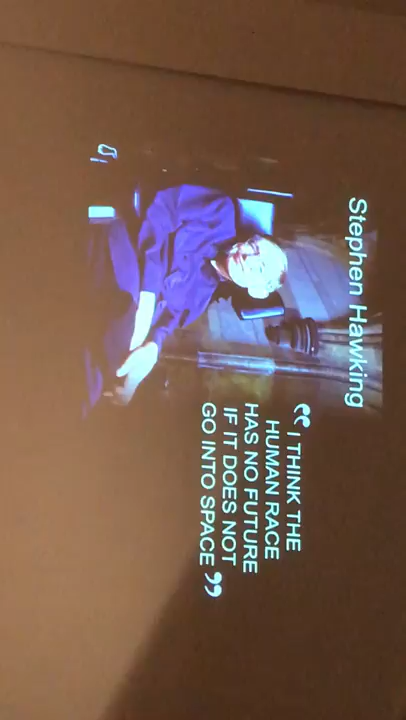 Stephen Hawking
“ I THINK THE
HUMAN RACE
HAS NO FUTURE
IF IT DOES NOT
GO INTO SPACE ”